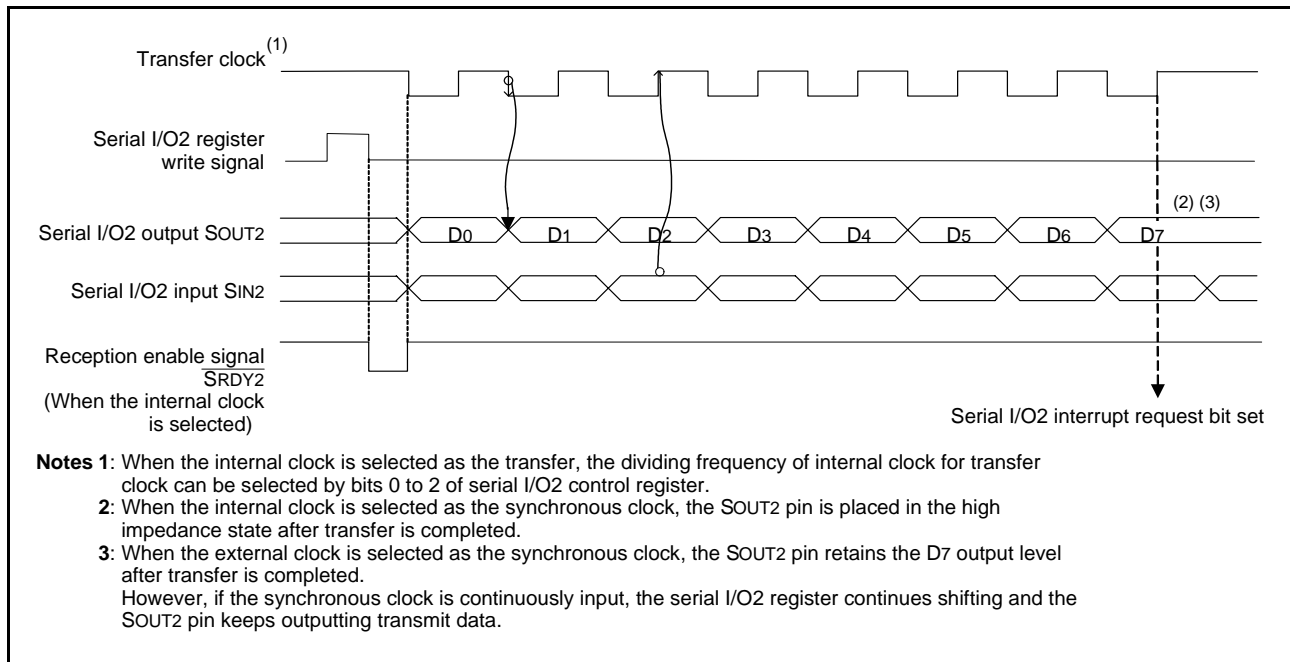 Transfer clock (1)
Serial I/O2 register
write signal
(2) (3)
Serial I/O2 output SOUT2
D0 D1 D2 D3 D4 D5 D6 D7
Serial I/O2 input SIN2
Reception enable signal
SRDY2
(When the internal clock
is selected)
Serial I/O2 interrupt request bit set
Notes 1: When the internal clock is selected as the transfer, the dividing frequency of internal clock for transfer
clock can be selected by bits 0 to 2 of serial I/O2 control register.
2: When the internal clock is selected as the synchronous clock, the SOUT2 pin is placed in the high
impedance state after transfer is completed.
3: When the external clock is selected as the synchronous clock, the SOUT2 pin retains the D7 output level
after transfer is completed.
However, if the synchronous clock is continuously input, the serial I/O2 register continues shifting and the
SOUT2 pin keeps outputting transmit data.